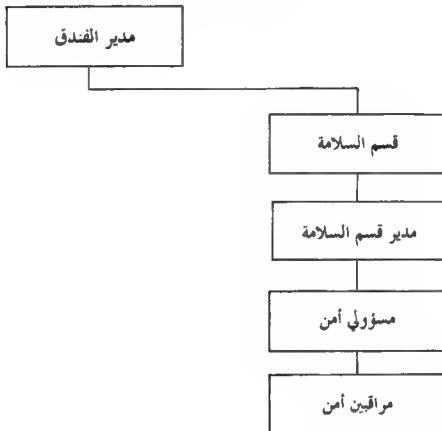 مدير الفندق
قسم السلامة
مدير قسم السلامة
مسؤولي أمن
مراقبين أمن